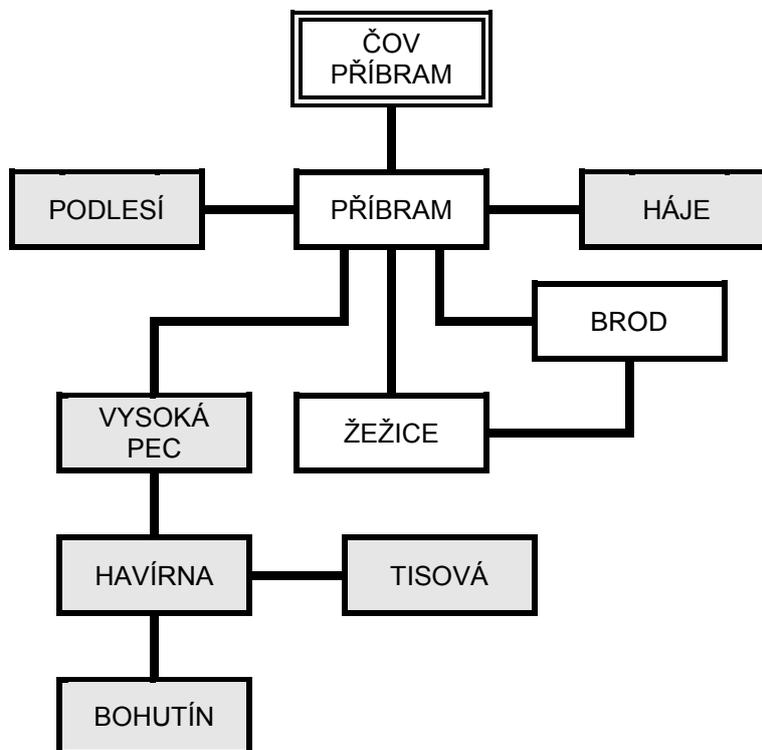 ČOV
PŘÍBRAM
PODLESÍ
PŘÍBRAM
HÁJE
BROD
VYSOKÁ
PEC
ŽEŽICE
HAVÍRNA
TISOVÁ
BOHUTÍN